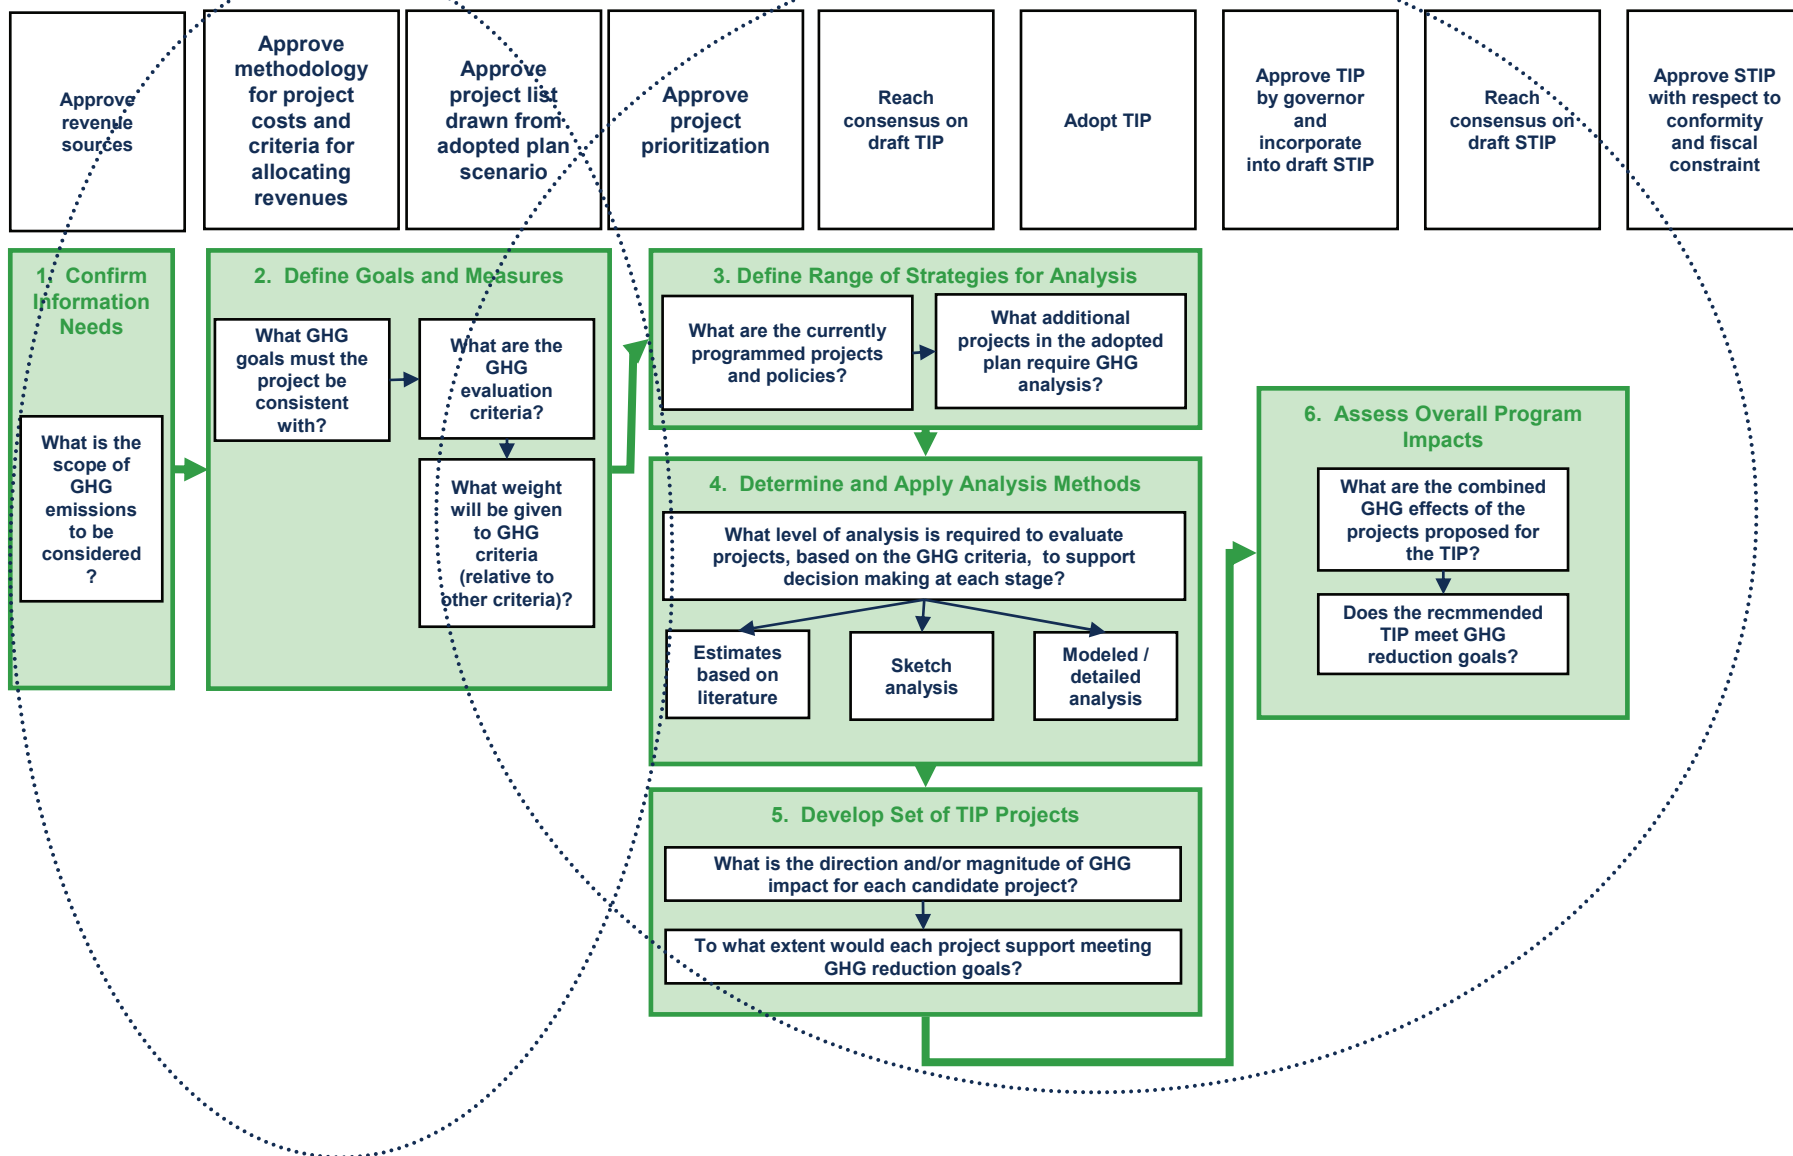 Approve
revenue
sources
Approve
methodology
for project
costs and
criteria for
allocating
revenues
Approve
project list
drawn from
adopted plan
scenario
Approve
project
prioritization
Reach
consensus on
draft TIP
Adopt TIP
Approve TIP
by governor
and
incorporate
into draft STIP
Reach
consensus on
draft STIP
Approve STIP
with respect to
conformity
and fiscal
constraint
1. Confirm
Information
Needs
What is the
scope of
GHG
emissions
to be
considered
?
2. Define Goals and Measures
What GHG
goals must the
project be
consistent
with?
What are the
GHG
evaluation
criteria?
What weight
will be given
to GHG
criteria
(relative to
other criteria)?
3. Define Range of Strategies for Analysis
What are the currently
programmed projects
and policies?
What additional
projects in the adopted
plan require GHG
analysis?
4. Determine and Apply Analysis Methods
What level of analysis is required to evaluate
projects, based on the GHG criteria, to support
decision making at each stage?
Estimates
based on
literature
Sketch
analysis
Modeled /
detailed
analysis
5. Develop Set of TIP Projects
What is the direction and/or magnitude of GHG
impact for each candidate project?
To what extent would each project support meeting
GHG reduction goals?
6. Assess Overall Program
Impacts
What are the combined
GHG effects of the
projects proposed for
the TIP?
Does the recmmended
TIP meet GHG
reduction goals?